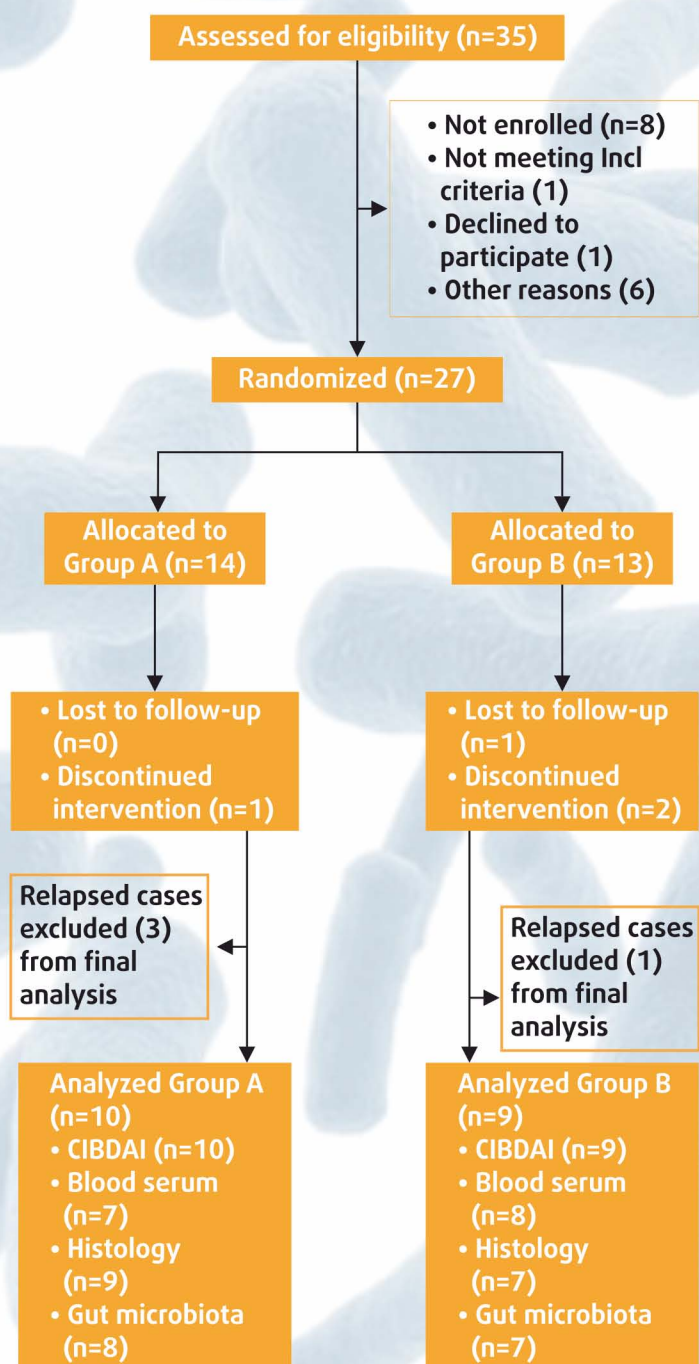 Assessed for eligibility (n=35)
• Not enrolled (n=8)
• Not meeting Incl
criteria (1)
• Declined to
participate (1)
• Other reasons (6)
Randomized (n=27)
Allocated to
Group A (n=14)
Allocated to
Group B (n=13)
• Lost to follow-up
(n=0)
• Discontinued
intervention (n=1)
• Lost to follow-up
(n=1)
• Discontinued
intervention (n=2)
Relapsed cases
excluded (3)
from final
analysis
Relapsed cases
excluded (1)
from final
analysis
Analyzed Group A
(n=10)
• CIBDAI (n=10)
• Blood serum
(n=7)
• Histology
(n=9)
• Gut microbiota
(n=8)
Analyzed Group B
(n=9)
• CIBDAI (n=9)
• Blood serum
(n=8)
• Histology
(n=7)
• Gut microbiota
(n=7)